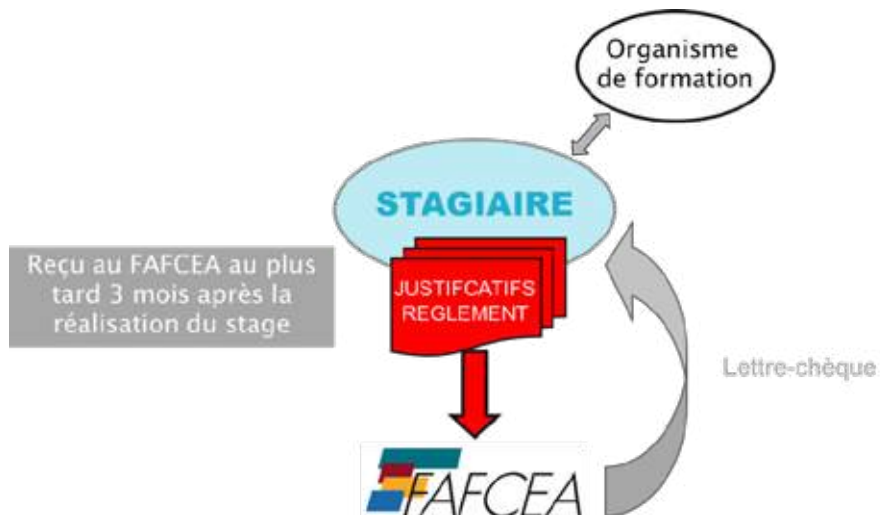 Organisme
de formation
STAGIAIRE
Reçu au FAFCEA au plus
tard 3 mois après la
réalisation du stage
JUSTIFCATIFS
REGLEMENT
Lettre-chèque
FAFCEA